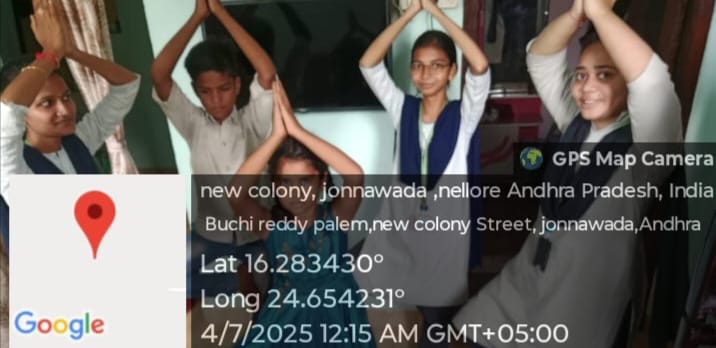 GPS Map Camera
new colony, jonnawada ,nellore Andhra Pradesh, India
Buchi reddy palem,new colony Street, jonnawada,Andhra
Lat 16.283430°
Long 24.654231°
4/7/2025 12:15 AM GMT+05:00
Google